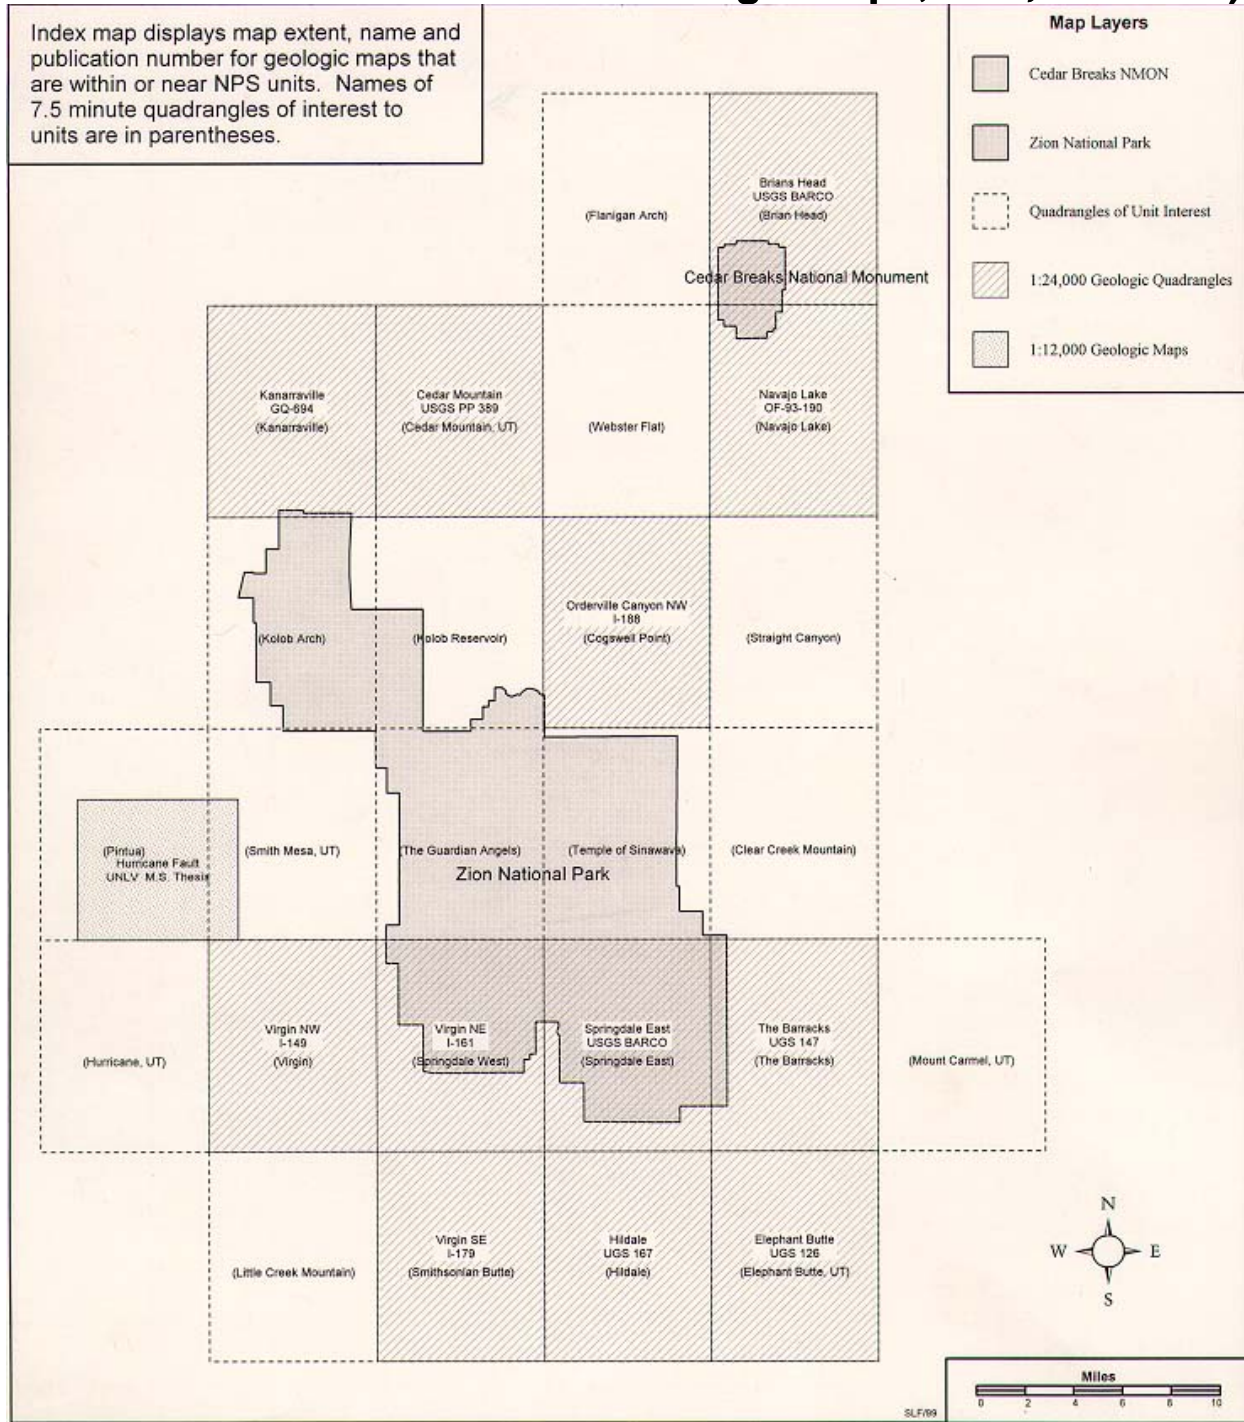 Index map displays map extent, name and
publication number for geologic maps that
are within or near NPS units. Names of
7.5 minute quadrangles of interest to
units are in parentheses.
Map Layers
Cedar Breaks NMON
Zion National Park
Quadrangles of Unit Interest
1:24,000 Geologic Quadrangles
1:12,000 Geologic Maps
(Flanigan Arch)
Brians Head
USGS BARCO
(Brian Head)
Cedar Breaks National Monument
Kanarraville
GQ-694
(Kanarraville)
Cedar Mountain
USGS PP 389
(Cedar Mountain, UT)
(Webster Flat)
Navajo Lake
OF-93-190
(Navajo Lake)
(Kolob Arch)
(Kolob Reservoir)
Orderville Canyon NW
I-188
(Cogswell Point)
(Straight Canyon)
(Pintua)
Hurricane Fault
UNLV M.S. Thesis
(Smith Mesa, UT)
(The Guardian Angels)
(Temple of Sinawava)
(Clear Creek Mountain)
Zion National Park
(Hurricane, UT)
Virgin NW
I-149
(Virgin)
Virgin NE
I-161
(Springdale West)
Springdale East
USGS BARCO
(Springdale East)
The Barracks
UGS 147
(The Barracks)
(Mount Carmel, UT)
(Little Creek Mountain)
Virgin SE
I-179
(Smithsonian Butte)
Hildale
UGS 167
(Hildale)
Elephant Butte
UGS 126
(Elephant Butte, UT)
N
W E
S
Miles
0 2 4 6 8 10
SLF/99